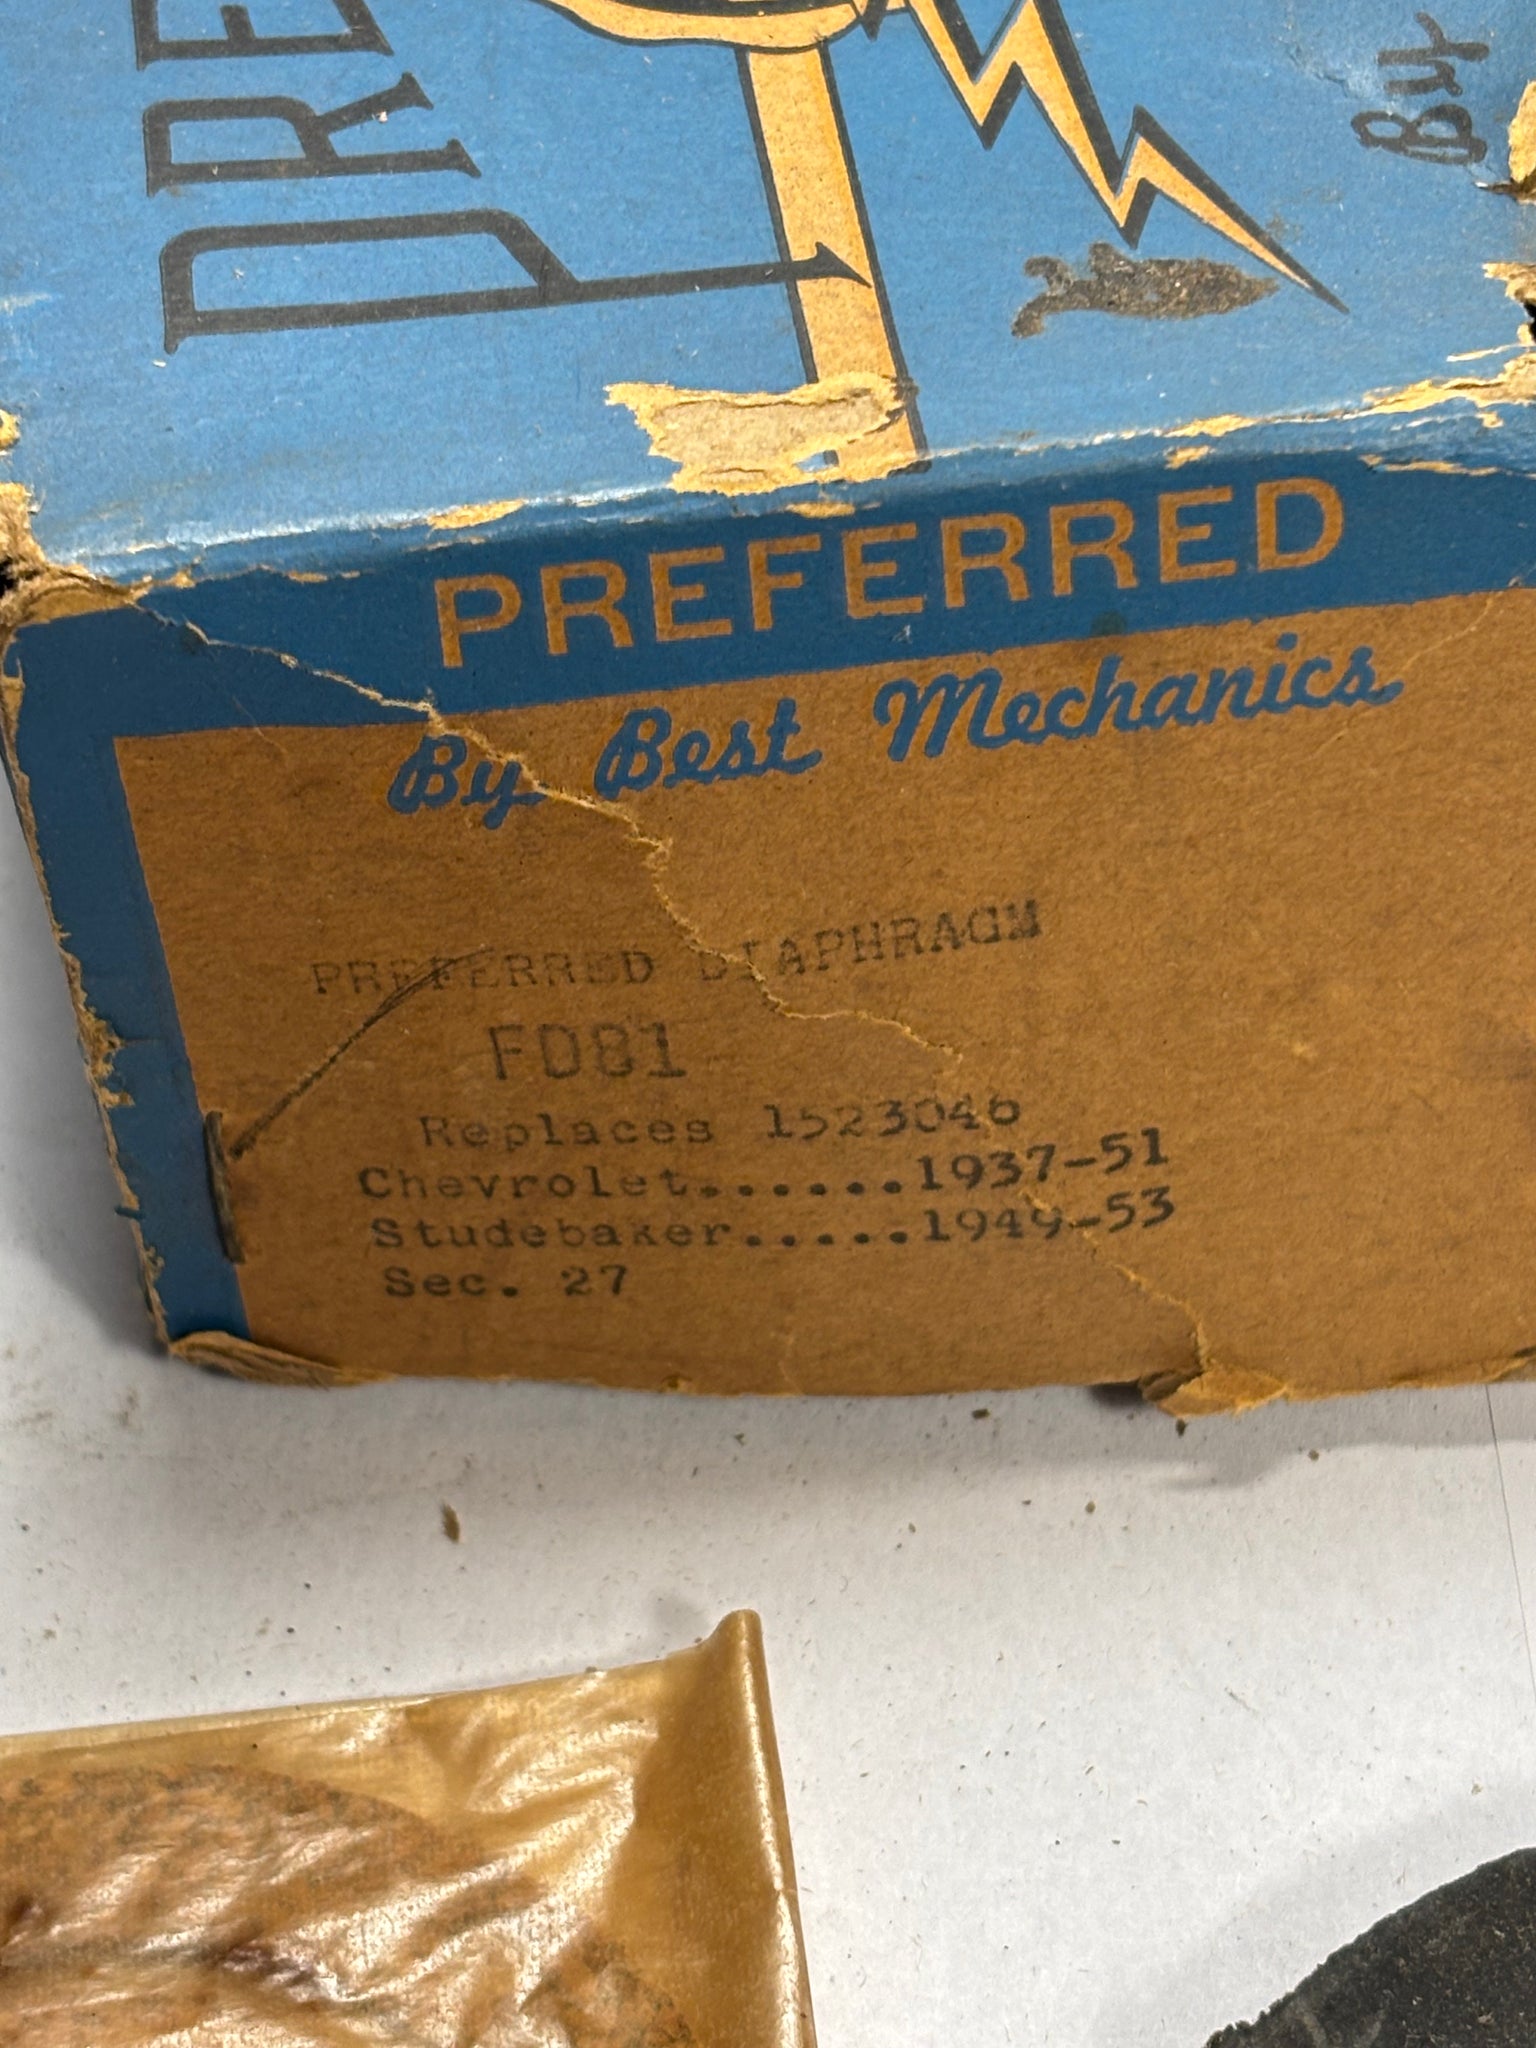 PREFERRED
By Best Mechanics
PREFERRED DIAPHRAGM
FD81
Replaces 1523046
Chevrolet.......1937-51
Studebaker......1949-53
Sec. 27